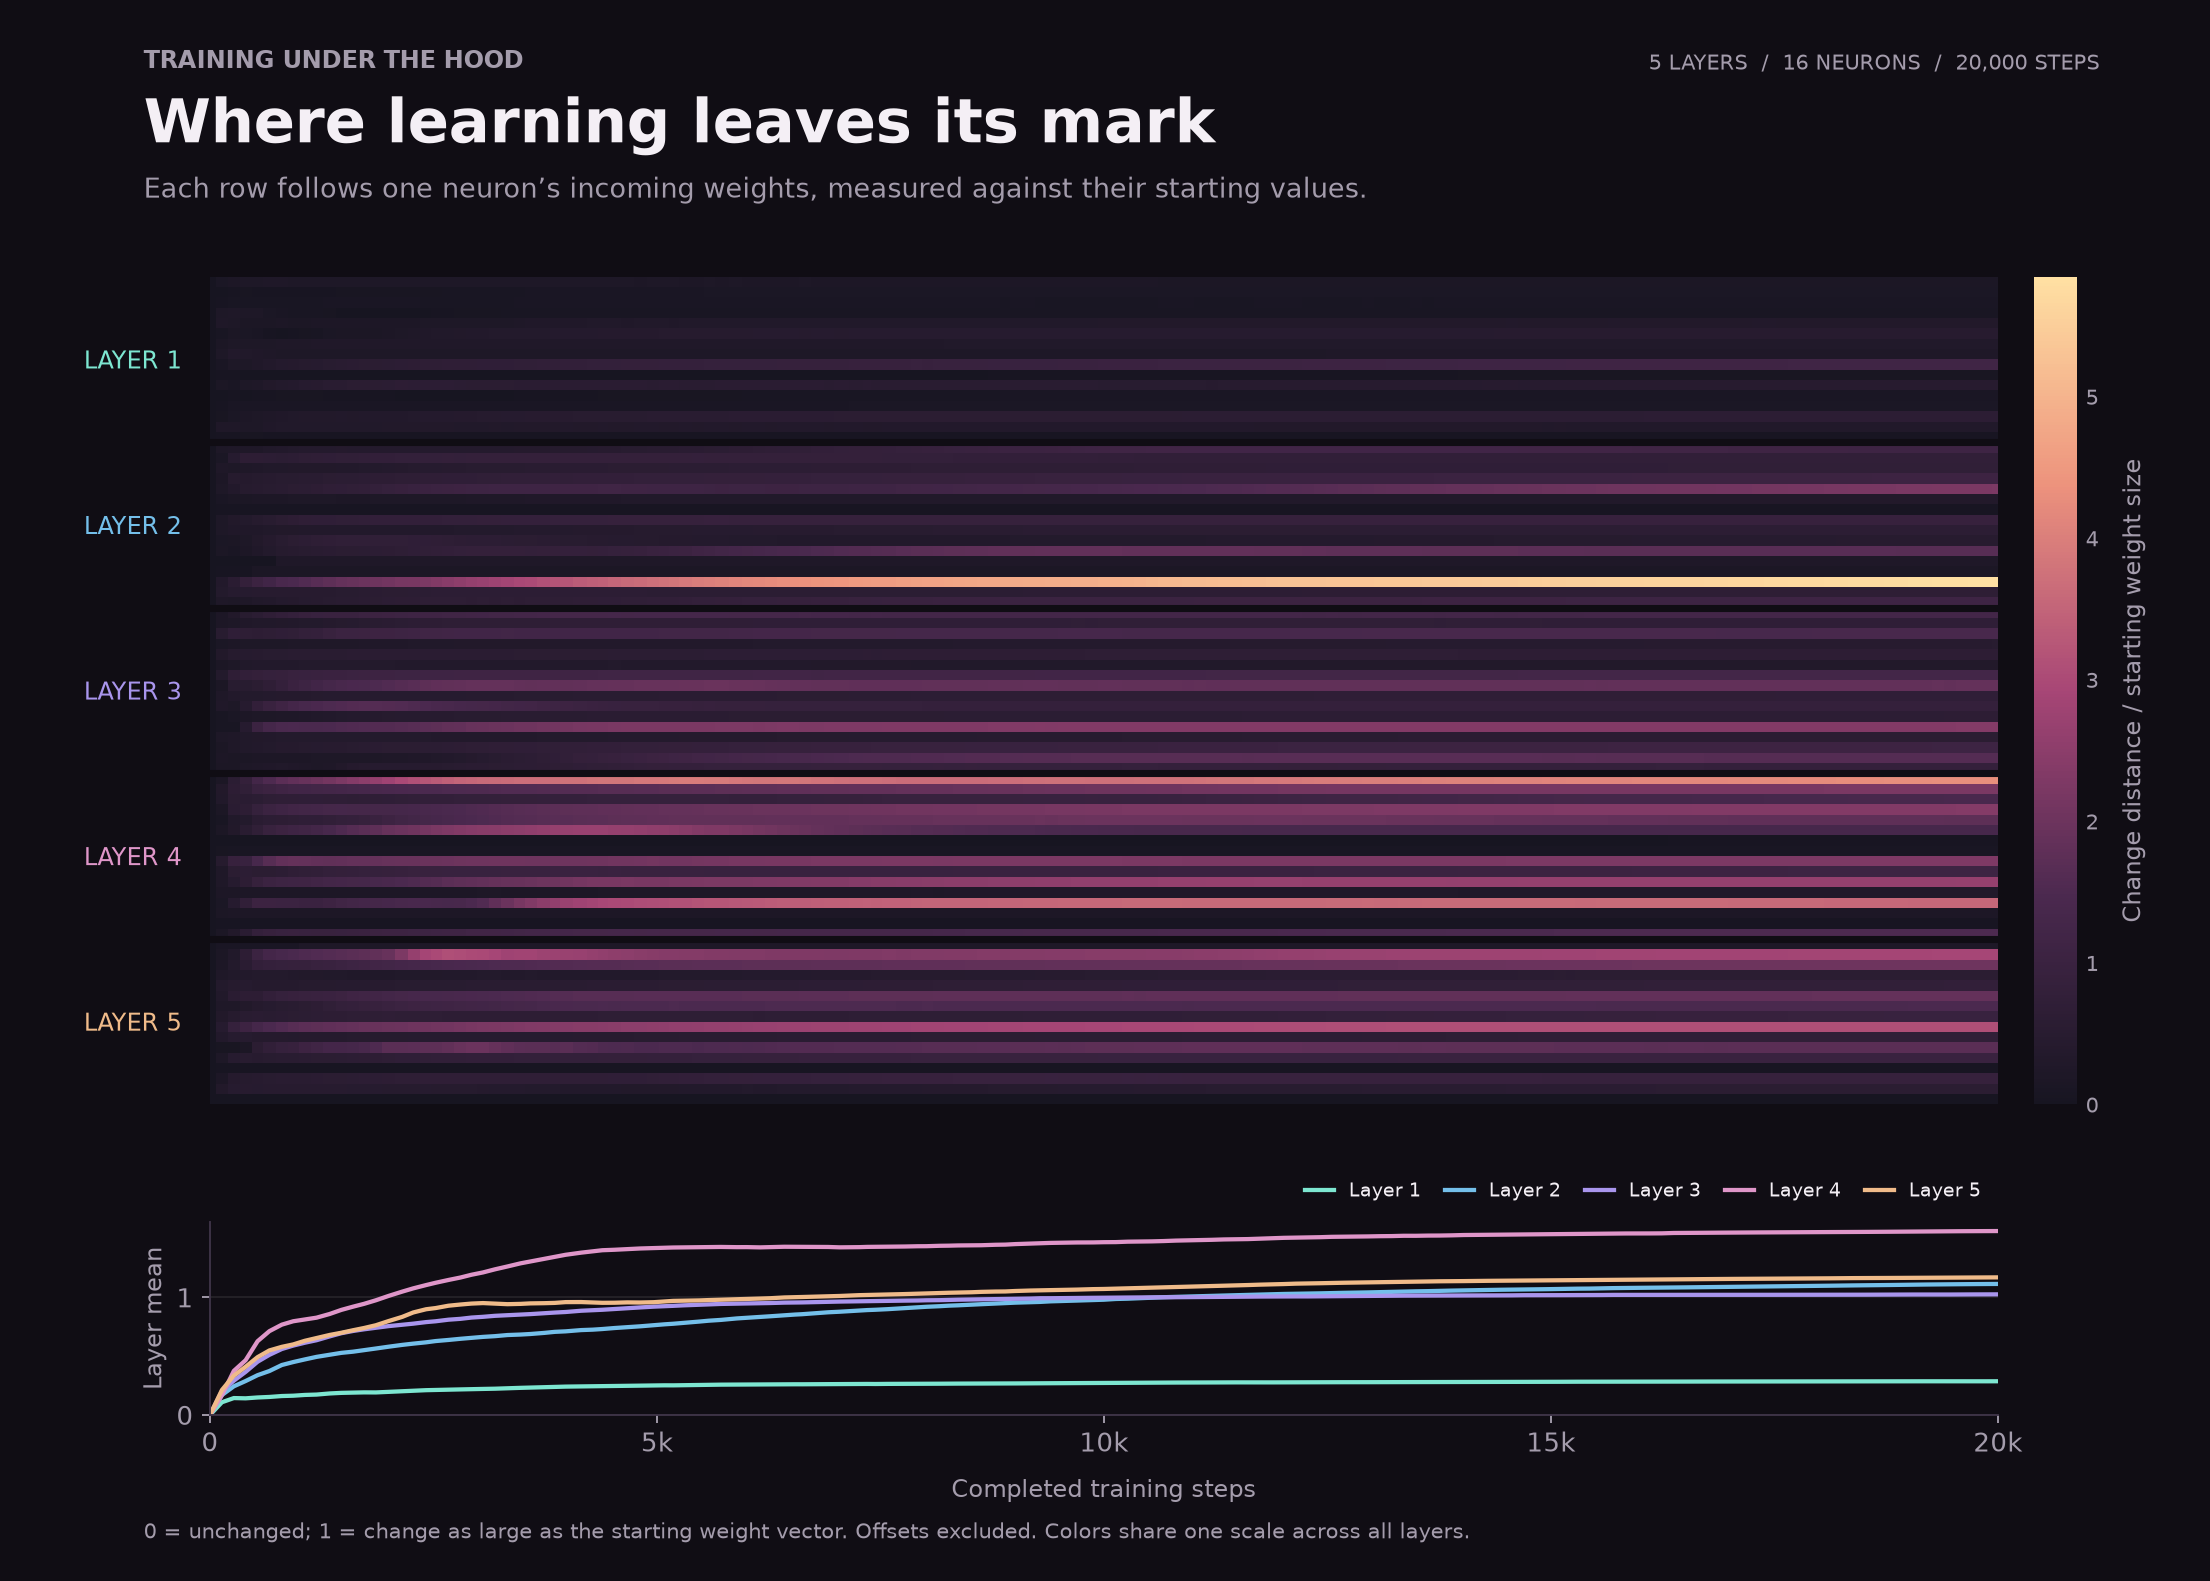 TRAINING UNDER THE HOOD
5 LAYERS / 16 NEURONS / 20,000 STEPS
Where learning leaves its mark
Each row follows one neuron’s incoming weights, measured against their starting values.
LAYER 1
LAYER 2
LAYER 3
LAYER 4
LAYER 5
5
4
3
2
1
0
Change distance / starting weight size
Layer 1
Layer 2
Layer 3
Layer 4
Layer 5
Layer mean
1
0
0
5k
10k
15k
20k
Completed training steps
0 = unchanged; 1 = change as large as the starting weight vector. Offsets excluded. Colors share one scale across all layers.